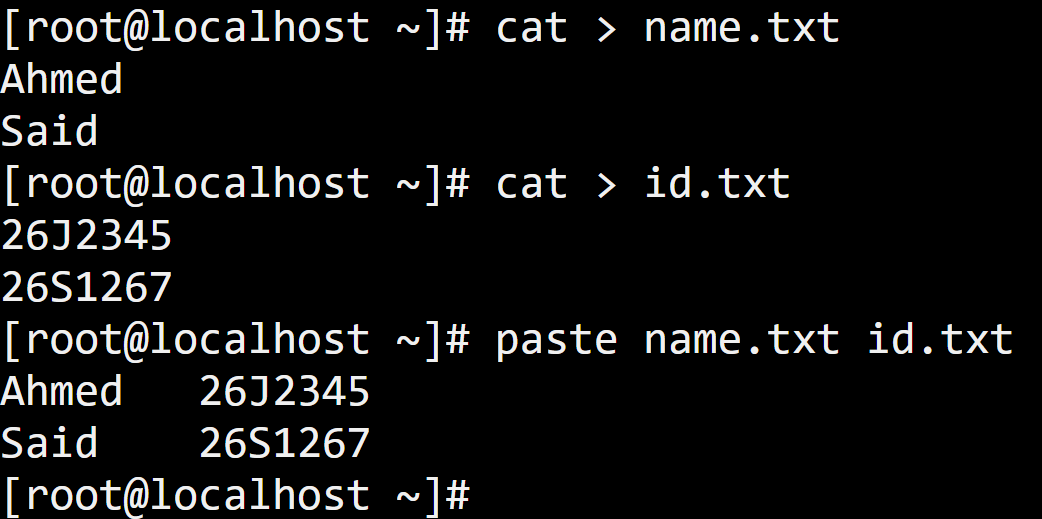 [root@localhost ~]# cat > name.txt
Ahmed
Said
[root@localhost ~]# cat > id.txt
26J2345
26S1267
[root@localhost ~]# paste name.txt id.txt
Ahmed   26J2345
Said    26S1267
[root@localhost ~]#